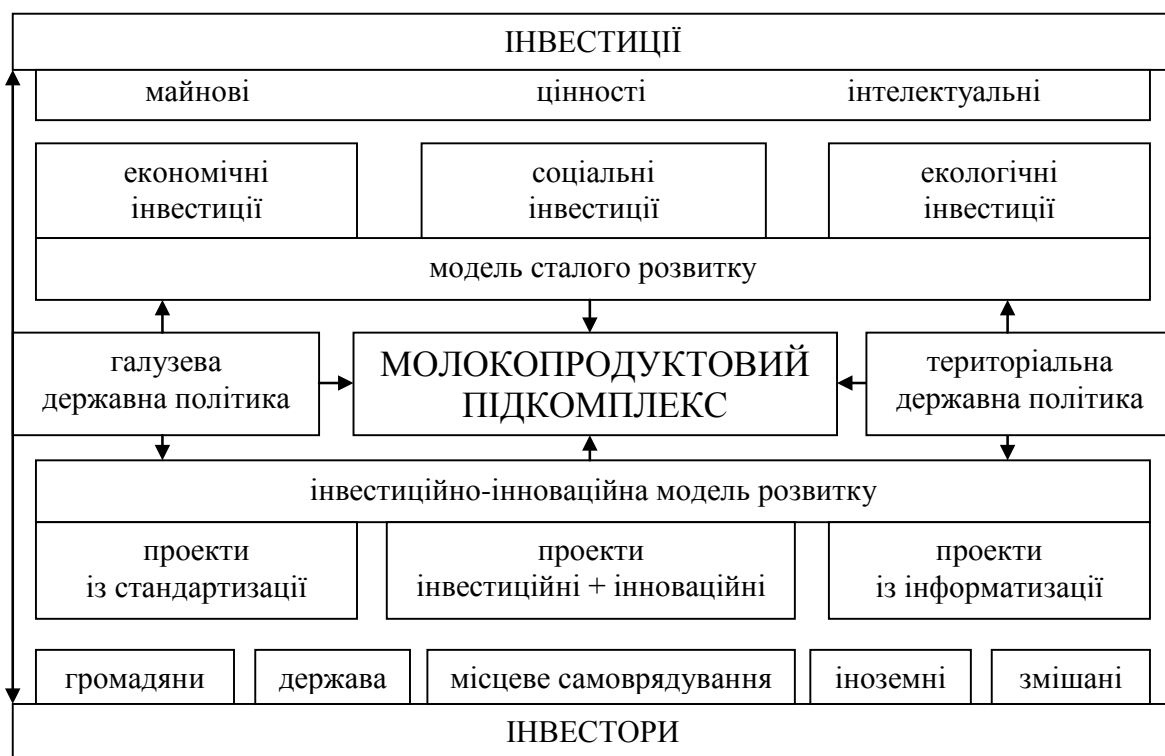 ІНВЕСТИЦІЇ
майнові цінності інтелектуальні
економічні
інвестиції
соціальні
інвестиції
екологічні
інвестиції
модель сталого розвитку
галузева
державна політика
МОЛОКОПРОДУКТОВИЙ
ПІДКОМПЛЕКС
територіальна
державна політика
інвестиційно-інноваційна модель розвитку
проекти
із стандартизації
проекти
інвестиційні + інноваційні
проекти
із інформатизації
громадяни
держава
місцеве самоврядування
іноземні
змішані
ІНВЕСТОРИ